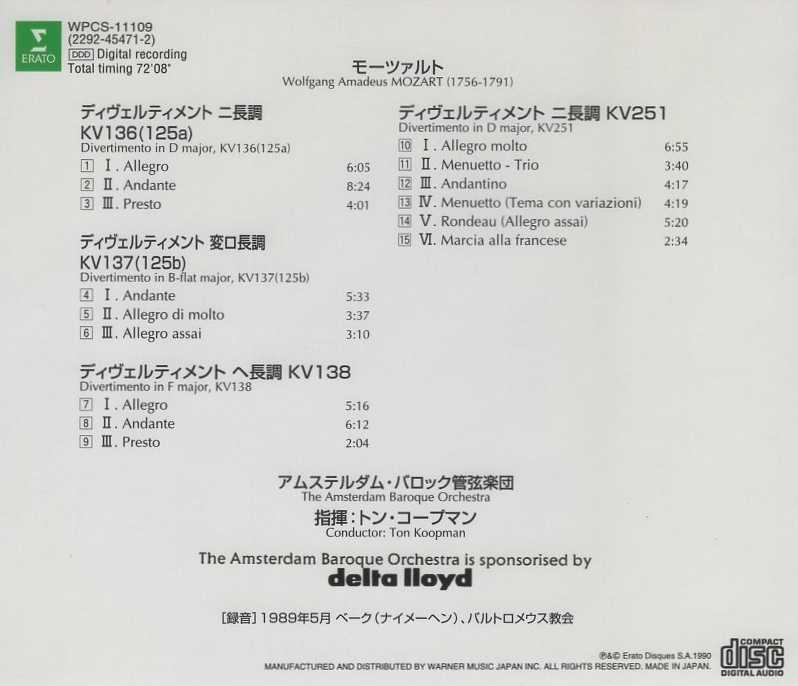 ERATO
WPCS-11109
(2292-45471-2)
DDD Digital recording
Total timing 72'08"
モーツァルト
Wolfgang Amadeus MOZART (1756-1791)
ディヴェルティメント ニ長調
KV136(125a)
Divertimento in D major, KV136(125a)
1 Ⅰ. Allegro 6:05
2 Ⅱ. Andante 8:24
3 Ⅲ. Presto 4:01
ディヴェルティメント 変ロ長調
KV137(125b)
Divertimento in B-flat major, KV137(125b)
4 Ⅰ. Andante 5:33
5 Ⅱ. Allegro di molto 3:37
6 Ⅲ. Allegro assai 3:10
ディヴェルティメント ヘ長調 KV138
Divertimento in F major, KV138
7 Ⅰ. Allegro 5:16
8 Ⅱ. Andante 6:12
9 Ⅲ. Presto 2:04
ディヴェルティメント ニ長調 KV251
Divertimento in D major, KV251
10 Ⅰ. Allegro molto 6:55
11 Ⅱ. Menuetto - Trio 3:40
12 Ⅲ. Andantino 4:17
13 Ⅳ. Menuetto (Tema con variazioni) 4:19
14 Ⅴ. Rondeau (Allegro assai) 5:20
15 Ⅵ. Marcia alla francese 2:34
アムステルダム・バロック管弦楽団
The Amsterdam Baroque Orchestra
指揮：トン・コープマン
Conductor: Ton Koopman
The Amsterdam Baroque Orchestra is sponsorised by
delta lloyd
[録音] 1989年5月 ベーク（ナイメーヘン）、バルトロメウス教会
℗&© Erato Disques S.A.1990
MANUFACTURED AND DISTRIBUTED BY WARNER MUSIC JAPAN INC. ALL RIGHTS RESERVED. MADE IN JAPAN.
COMPACT
disc
DIGITAL AUDIO